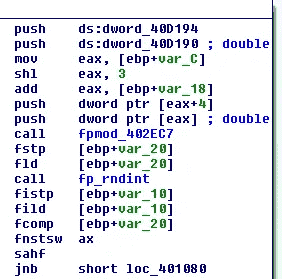 push ds:dword_40D194
push ds:dword_40D190 ; double
mov eax, [ebp+var_C]
shl eax, 3
add eax, [ebp+var_18]
push dword ptr [eax+4]
push dword ptr [eax] ; double
call fpmod_402EC7
fstp [ebp+var_20]
fld [ebp+var_20]
call fp_rndint
fistp [ebp+var_10]
fild [ebp+var_10]
fcomp [ebp+var_20]
fnstsw ax
sahf
jnb short loc_401080